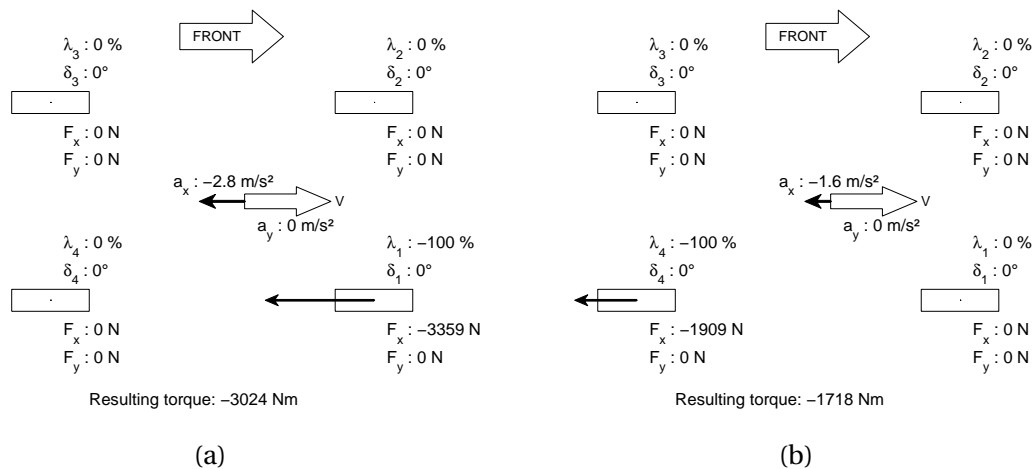 FRONT
λ3 : 0 %
δ3 : 0°
Fx : 0 N
Fy : 0 N
λ2 : 0 %
δ2 : 0°
Fx : 0 N
Fy : 0 N
ax : −2.8 m/s²
V
ay : 0 m/s²
λ4 : 0 %
δ4 : 0°
Fx : 0 N
Fy : 0 N
λ1 : −100 %
δ1 : 0°
Fx : −3359 N
Fy : 0 N
Resulting torque: −3024 Nm
(a)
FRONT
λ3 : 0 %
δ3 : 0°
Fx : 0 N
Fy : 0 N
λ2 : 0 %
δ2 : 0°
Fx : 0 N
Fy : 0 N
ax : −1.6 m/s²
V
ay : 0 m/s²
λ4 : −100 %
δ4 : 0°
Fx : −1909 N
Fy : 0 N
λ1 : 0 %
δ1 : 0°
Fx : 0 N
Fy : 0 N
Resulting torque: −1718 Nm
(b)